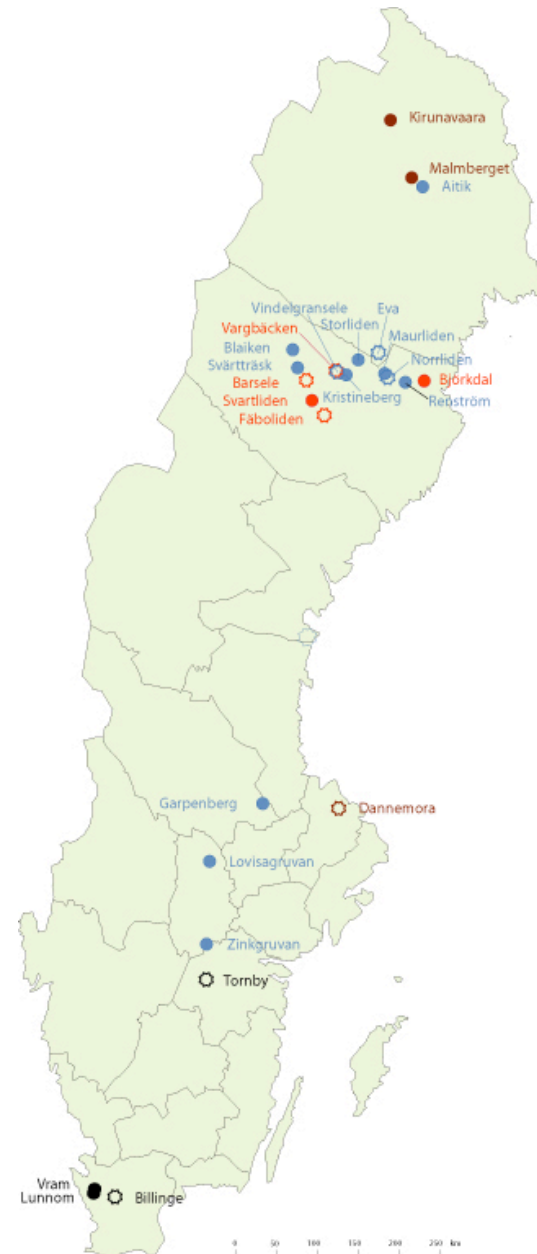 Kirunavaara
Malmberget
Aitik
Vindelgransele
Eva
Storliden
Vargbäcken
Maurliden
Blaiken
Norrliden
Svärtträsk
Barsele
Björkdal
Svartliden
Kristineberg
Renström
Fäboliden
Garpenberg
Dannemora
Lovisagruvan
Zinkgruvan
Tornby
Vram
Lunnom
Billinge
0 50 100 150 200 250 km